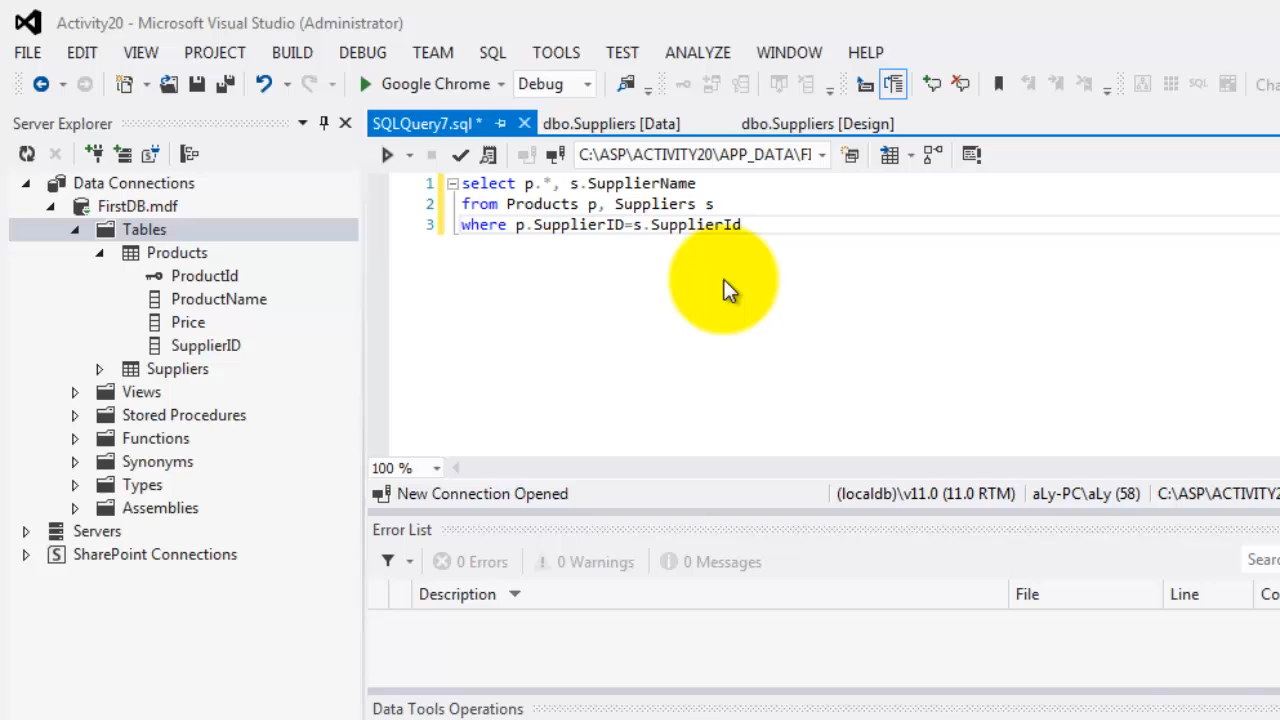 Activity20 - Microsoft Visual Studio (Administrator)
FILE EDIT VIEW PROJECT BUILD DEBUG TEAM SQL TOOLS TEST ANALYZE WINDOW HELP
Google Chrome Debug SQL Cha
Server Explorer
SQLQuery7.sql * dbo.Suppliers [Data] dbo.Suppliers [Design]
C:\ASP\ACTIVITY20\APP_DATA\FI
Data Connections
FirstDB.mdf
Tables
Products
ProductId
ProductName
Price
SupplierID
Suppliers
Views
Stored Procedures
Functions
Synonyms
Types
Assemblies
Servers
SharePoint Connections
1 select p.*, s.SupplierName
2 from Products p, Suppliers s
3 where p.SupplierID=s.SupplierId
100 %
New Connection Opened (localdb)\v11.0 (11.0 RTM) aLy-PC\aLy (58) C:\ASP\ACTIVITY2
Error List
0 Errors 0 Warnings 0 Messages Searc
Description File Line Co
Data Tools Operations